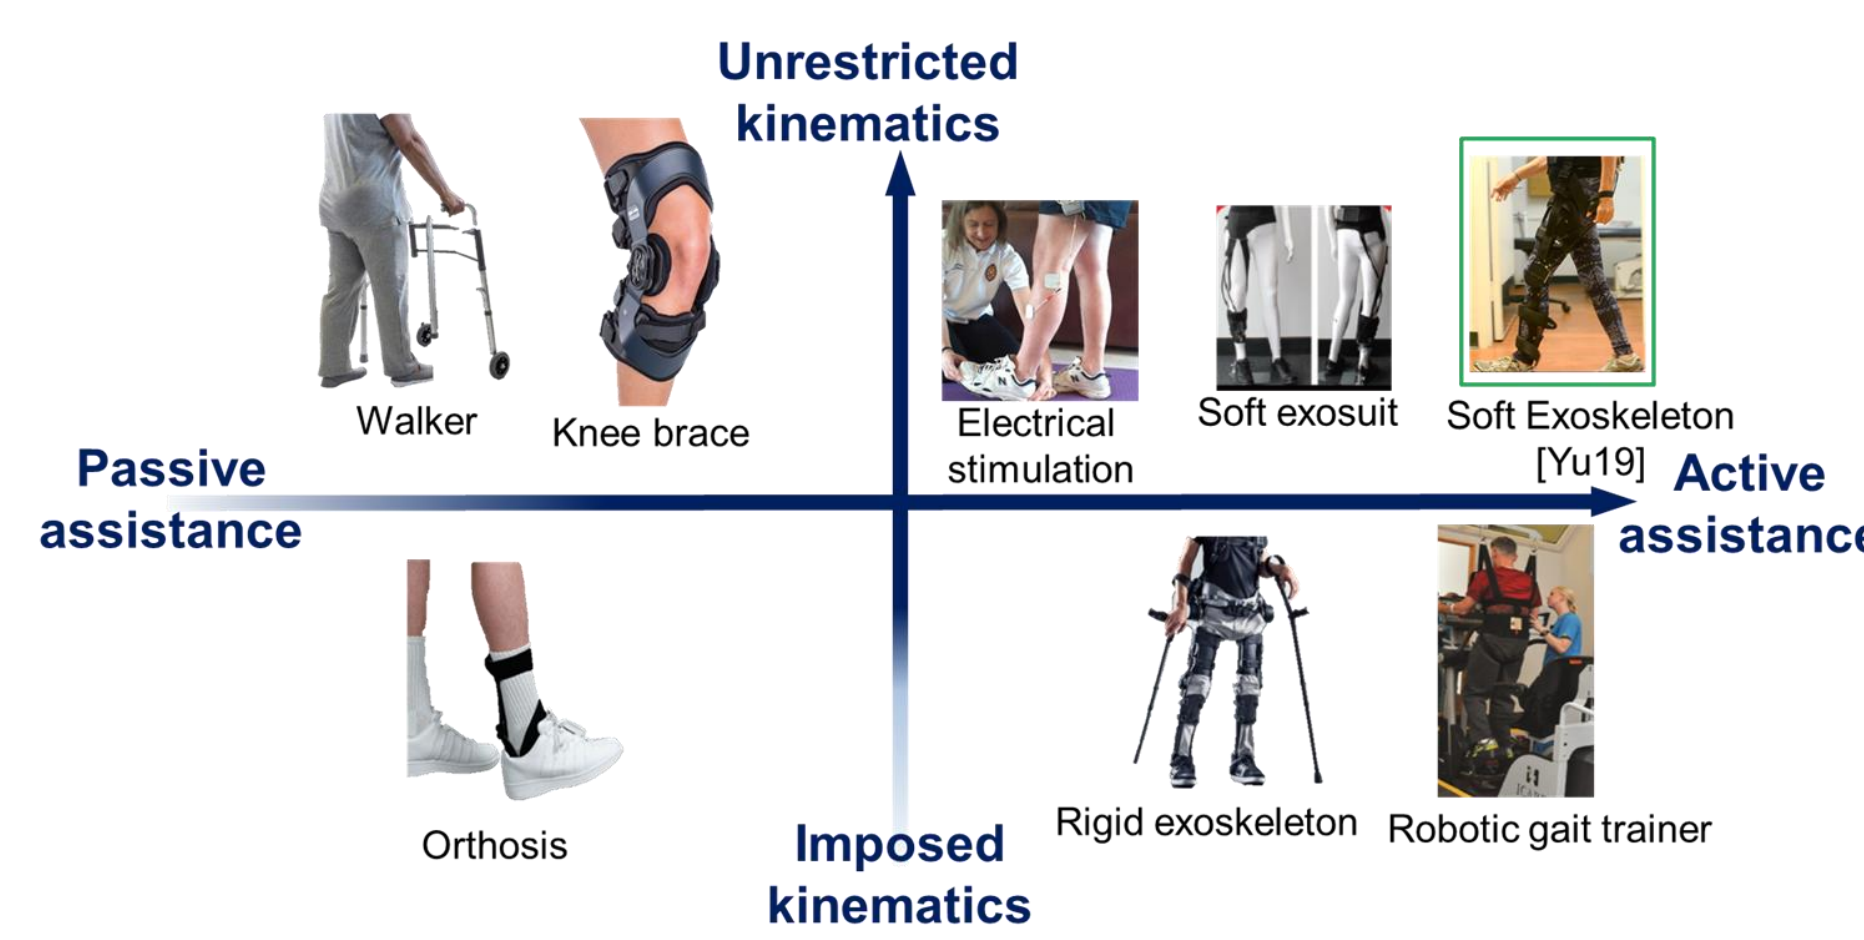 Unrestricted
kinematics
Walker
Knee brace
Electrical
stimulation
Soft exosuit
Soft Exoskeleton
[Yu19]
Passive
assistance
Active
assistance
Orthosis
Imposed
kinematics
Rigid exoskeleton
Robotic gait trainer
N
N